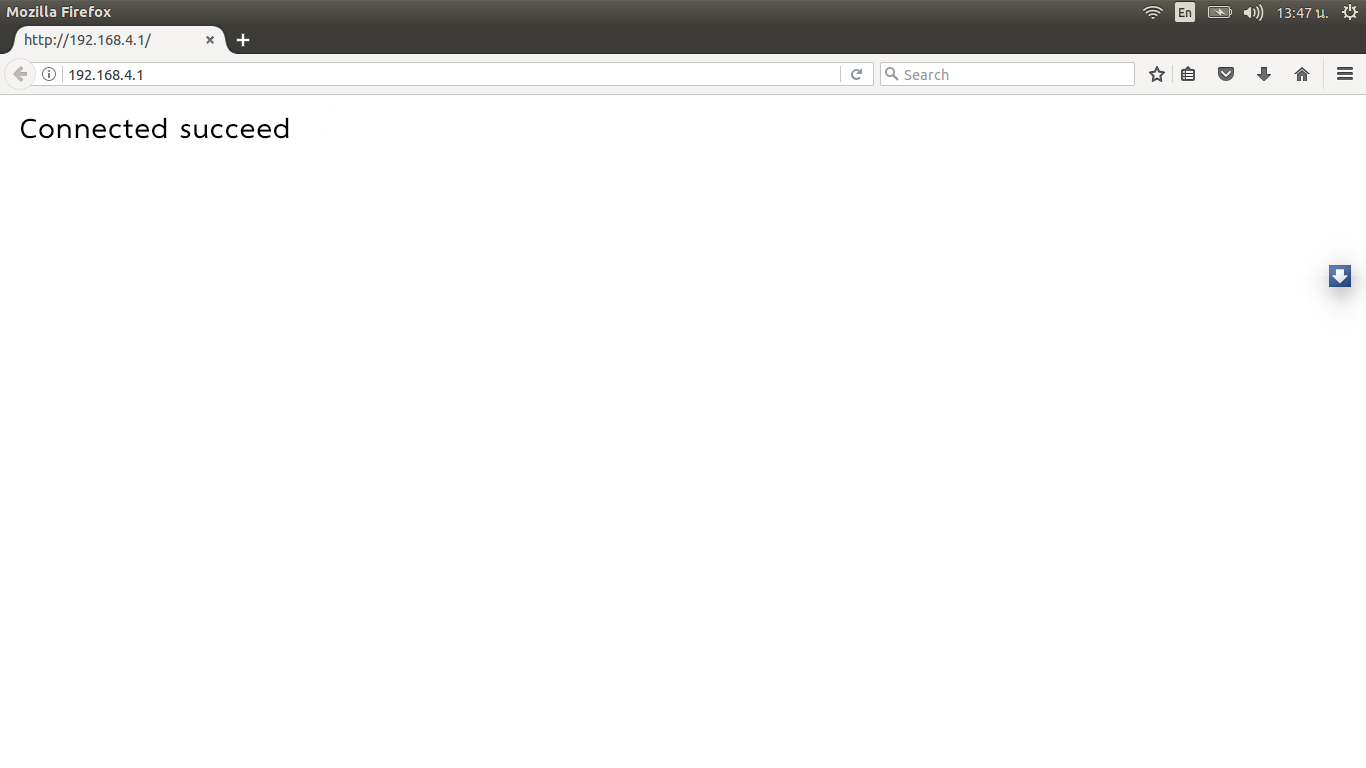 Mozilla Firefox
En
13:47 น.
http://192.168.4.1/
192.168.4.1
Search
Connected succeed